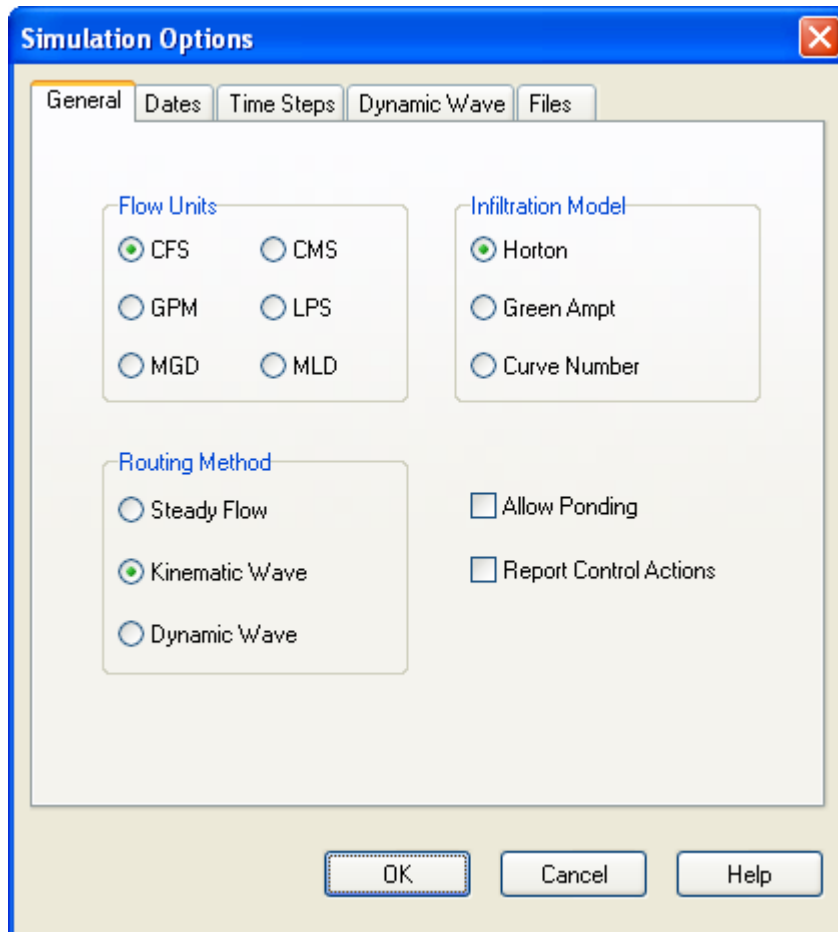 Simulation Options
General Dates Time Steps Dynamic Wave Files
Flow Units
CFS CMS
GPM LPS
MGD MLD
Infiltration Model
Horton
Green Ampt
Curve Number
Routing Method
Steady Flow
Kinematic Wave
Dynamic Wave
Allow Ponding
Report Control Actions
OK Cancel Help